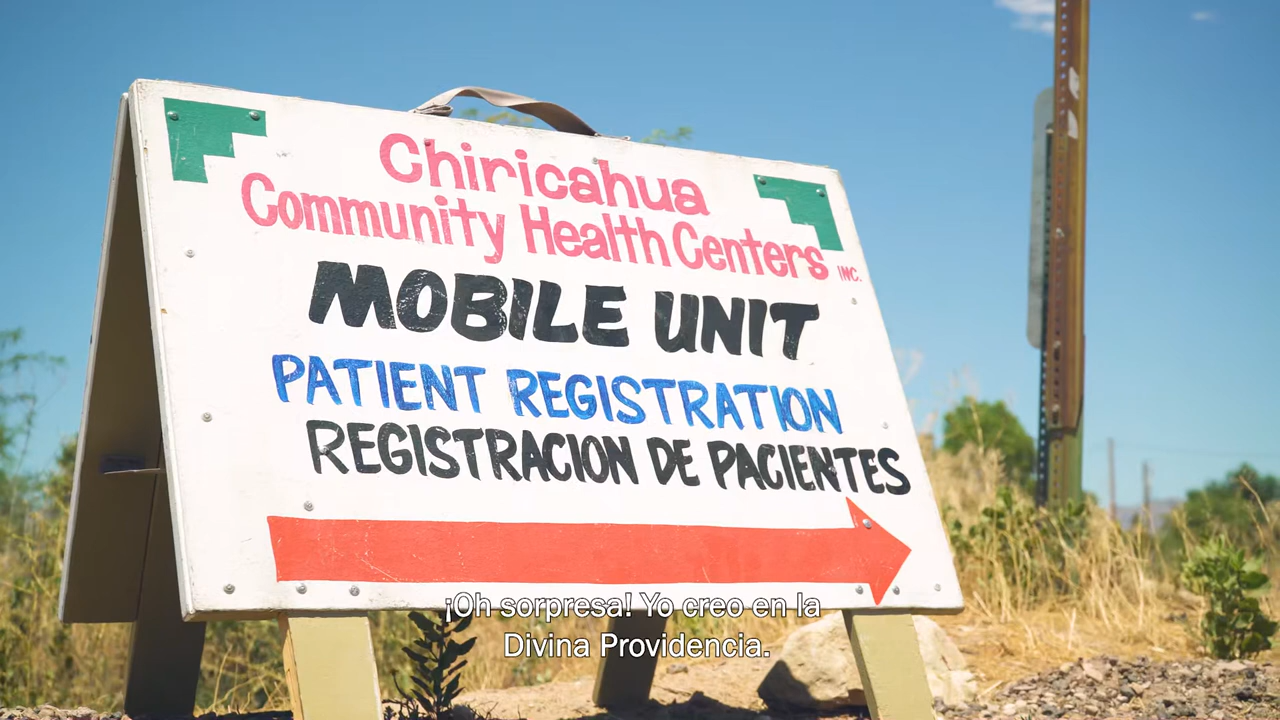 Chiricahua
Community Health Centers INC.
MOBILE UNIT
PATIENT REGISTRATION
REGISTRACION DE PACIENTES
¡Oh sorpresa! Yo creo en la
Divina Providencia.